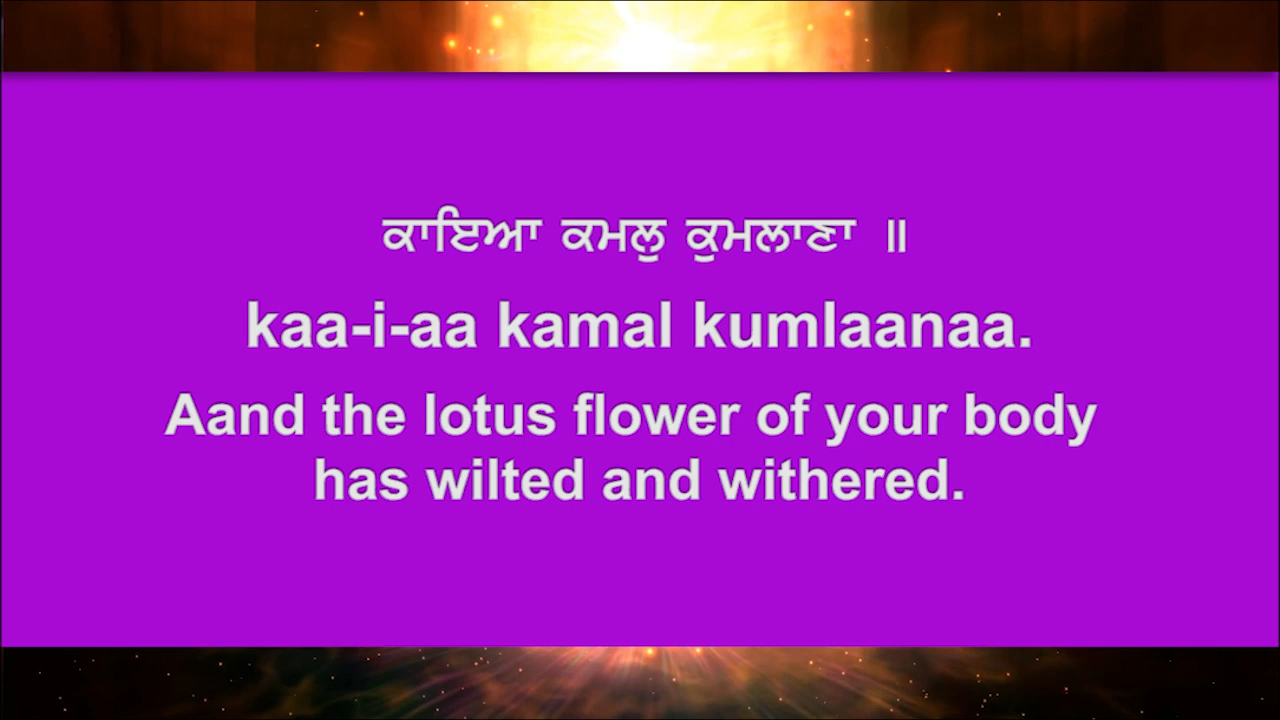 ਕਾਇਆ ਕਮਲੁ ਕੁਮਲਾਣਾ ॥
kaa-i-aa kamal kumlaanaa.
Aand the lotus flower of your body
has wilted and withered.